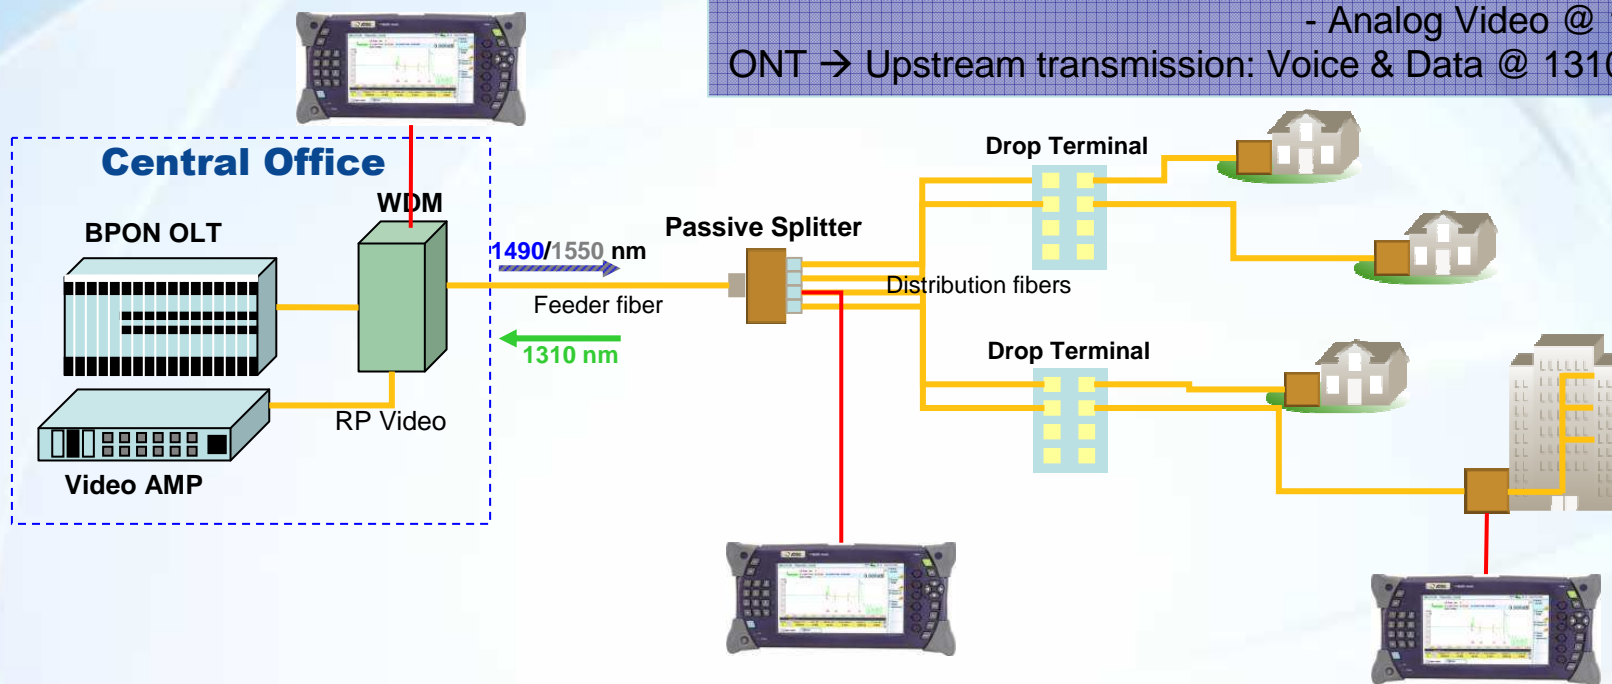 - Analog Video @
ONT → Upstream transmission: Voice & Data @ 1310
Central Office
WDM
BPON OLT
1490/1550 nm
Passive Splitter
Drop Terminal
Feeder fiber
Distribution fibers
1310 nm
Drop Terminal
RP Video
Video AMP